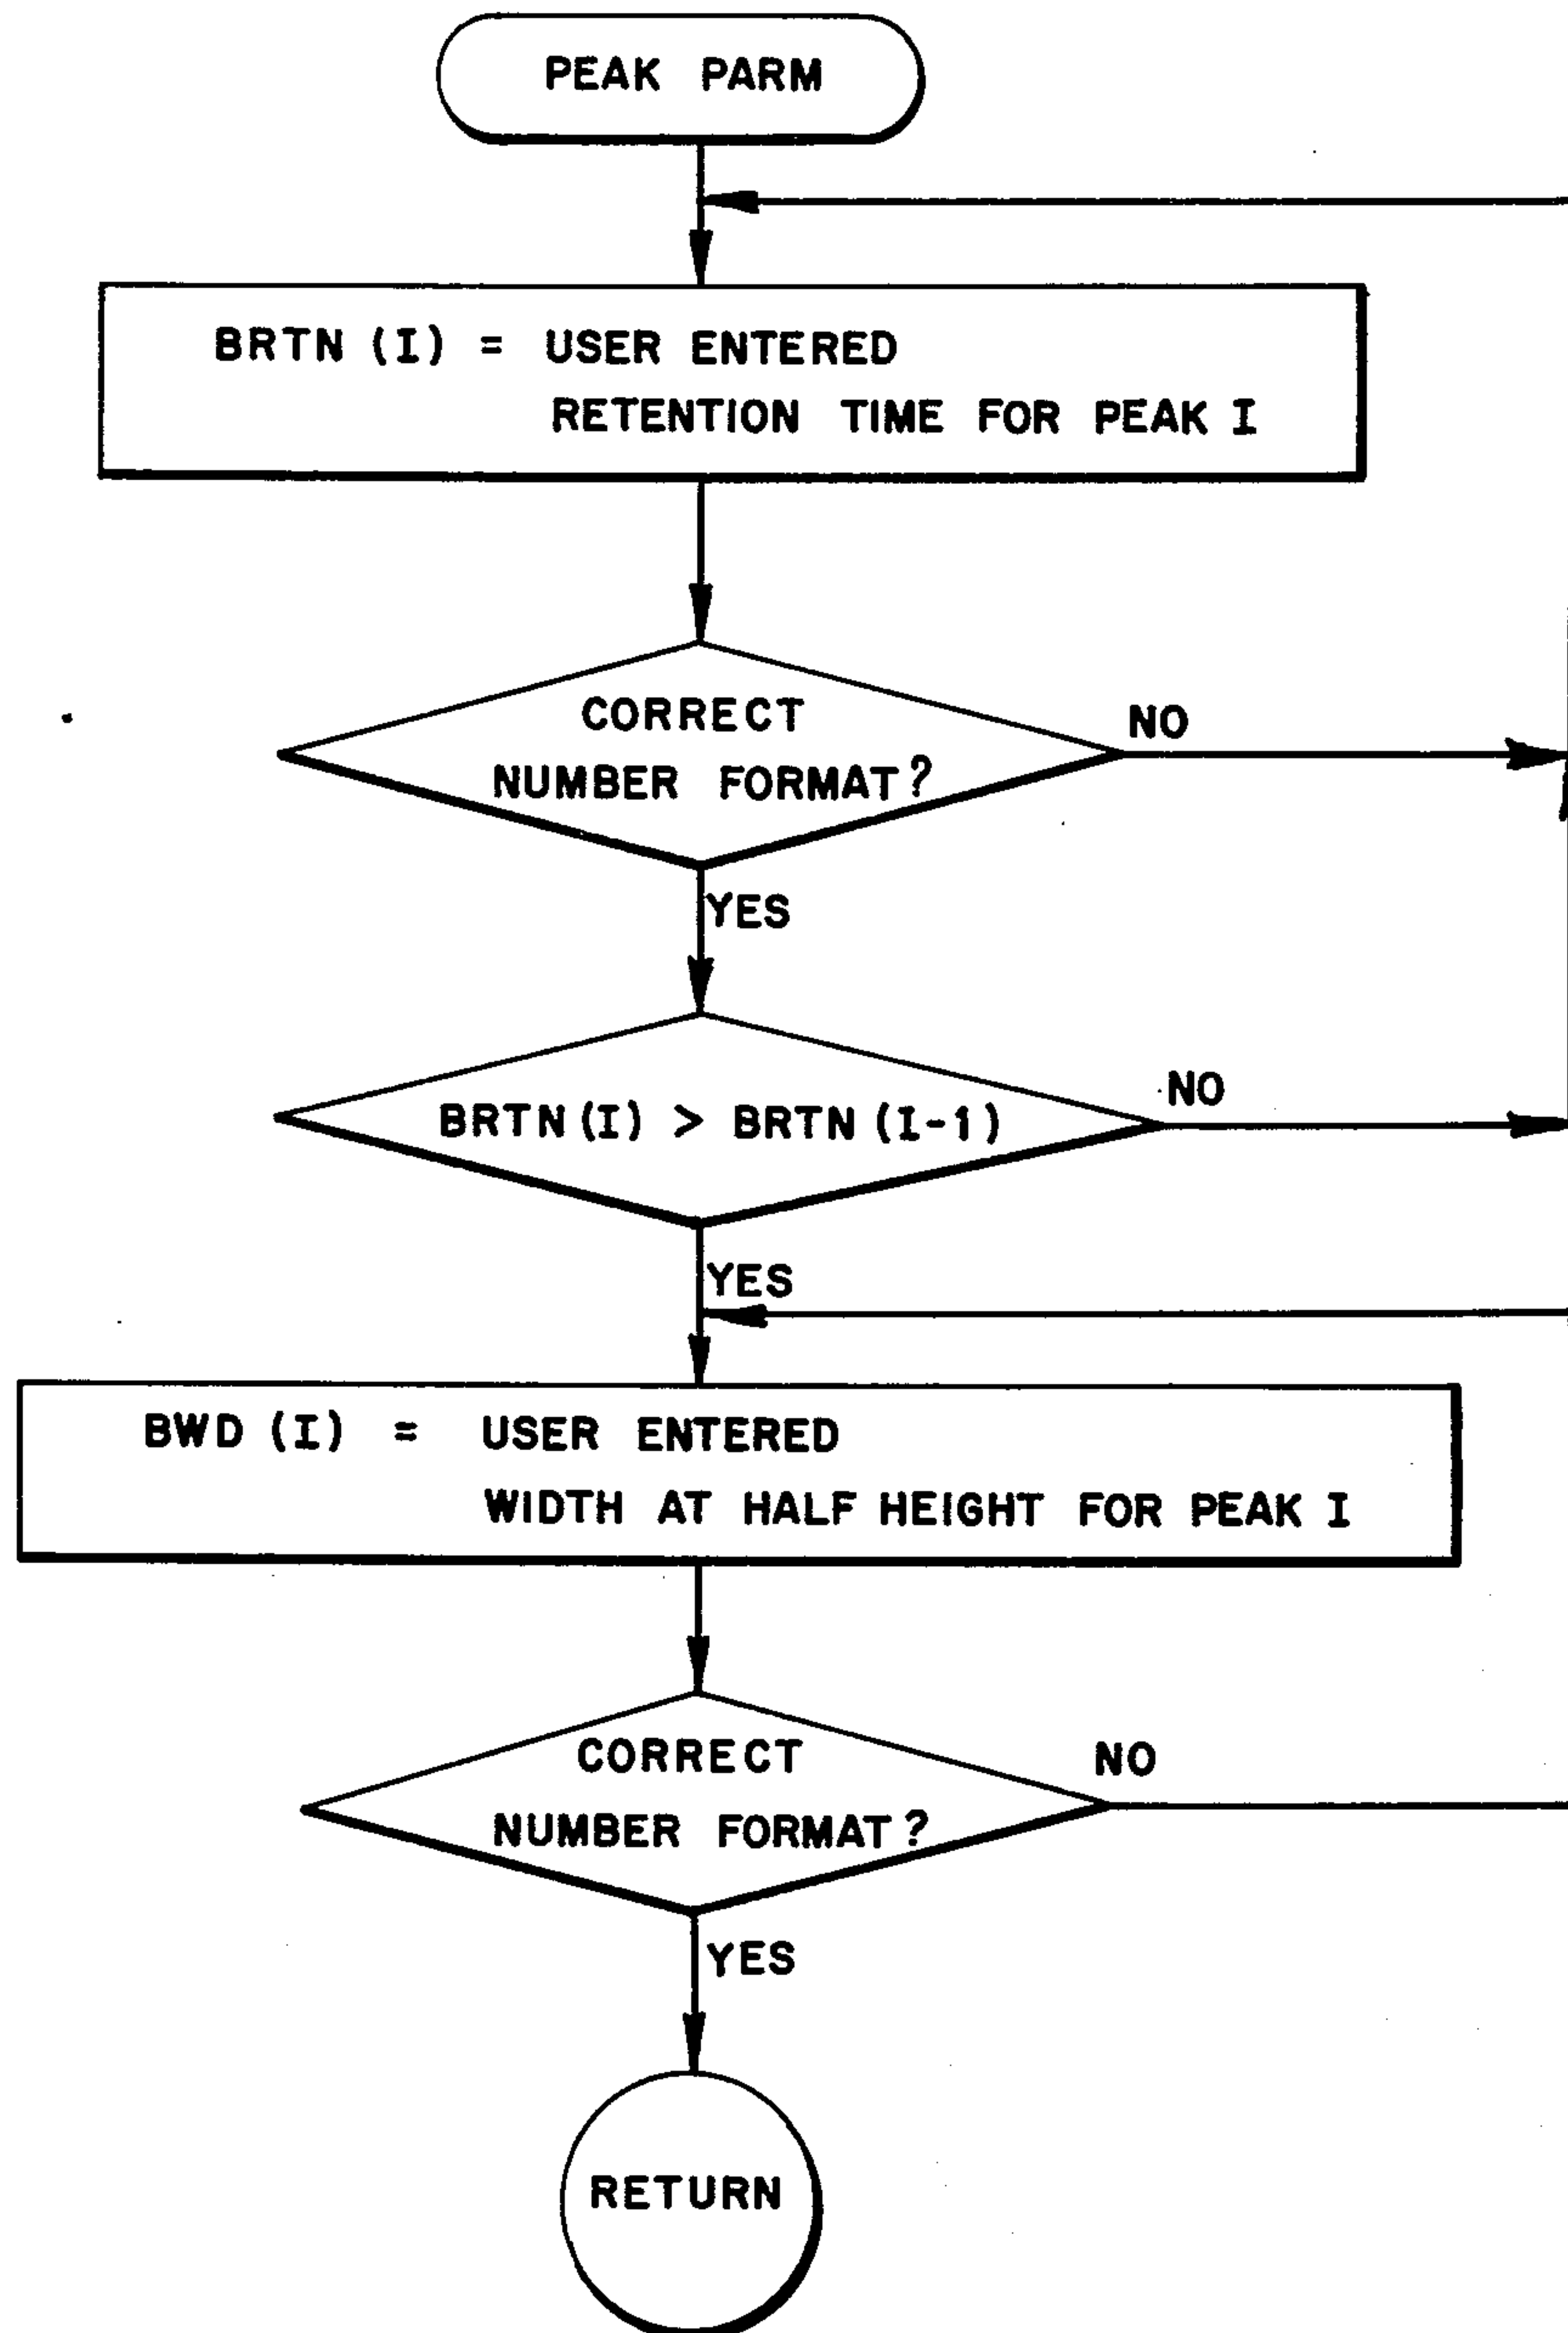 PEAK PARM
BRTN (I) = USER ENTERED
RETENTION TIME FOR PEAK I
CORRECT
NUMBER FORMAT?
NO
YES
BRTN(I) > BRTN (I-1)
NO
YES
BWD (I) = USER ENTERED
WIDTH AT HALF HEIGHT FOR PEAK I
CORRECT
NUMBER FORMAT?
NO
YES
RETURN